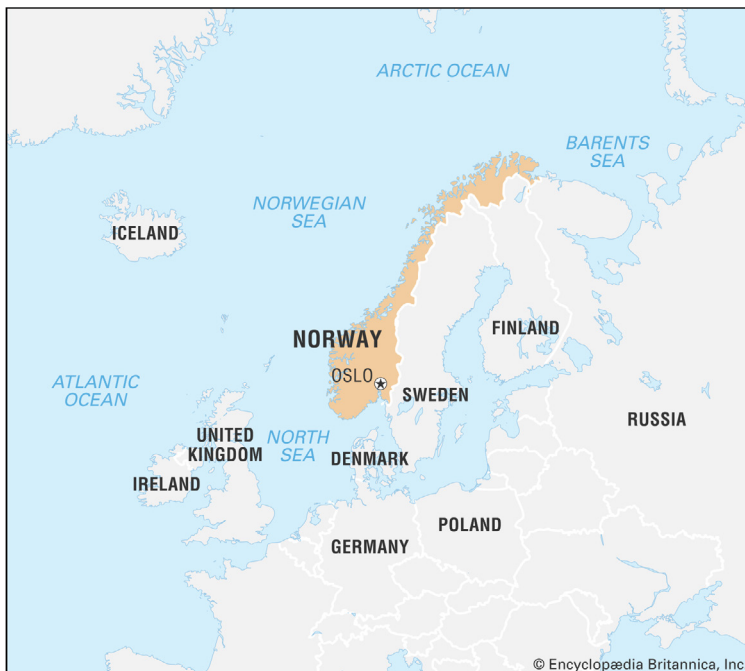 ARCTIC OCEAN
BARENTS
SEA
NORWEGIAN
SEA
ICELAND
FINLAND
NORWAY
OSLO
SWEDEN
ATLANTIC
OCEAN
RUSSIA
UNITED
KINGDOM
NORTH
SEA
DENMARK
IRELAND
POLAND
GERMANY
© Encyclopædia Britannica, Inc